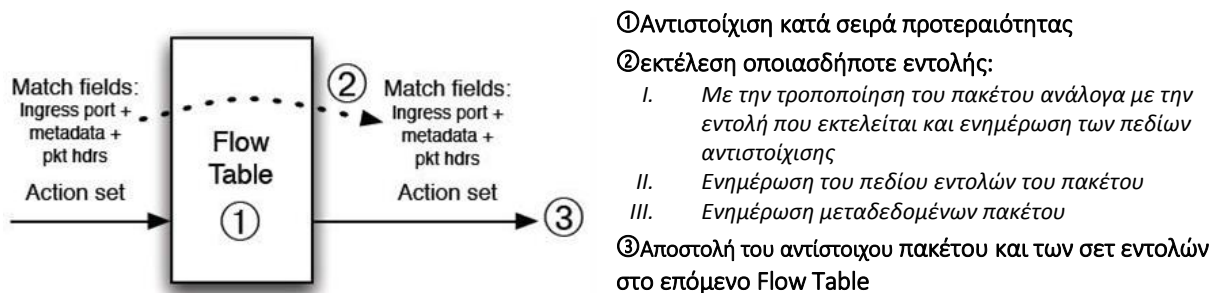 Match fields:
Ingress port +
metadata +
pkt hdrs
Action set
Flow
Table
①
②
Match fields:
Ingress port +
metadata +
pkt hdrs
Action set
③
①Αντιστοίχιση κατά σειρά προτεραιότητας
②εκτέλεση οποιασδήποτε εντολής:
I. Με την τροποποίηση του πακέτου ανάλογα με την
εντολή που εκτελείται και ενημέρωση των πεδίων
αντιστοίχισης
II. Ενημέρωση του πεδίου εντολών του πακέτου
III. Ενημέρωση μεταδεδομένων πακέτου
③Αποστολή του αντίστοιχου πακέτου και των σετ εντολών
στο επόμενο Flow Table